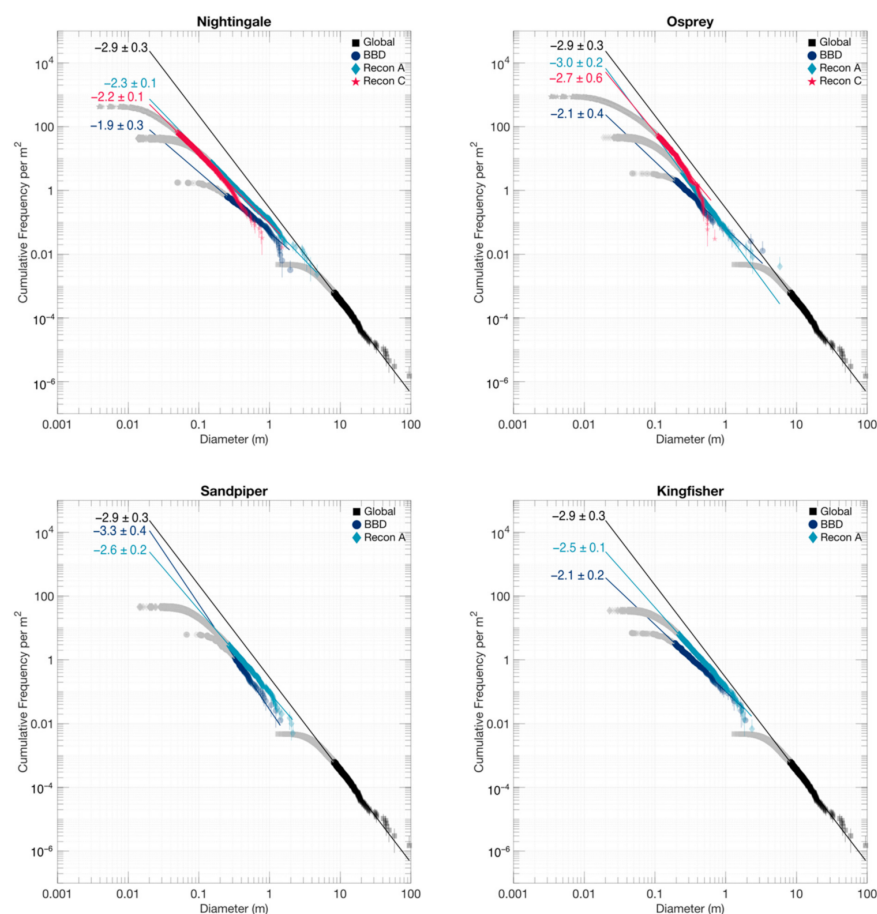 Nightingale
−2.9 ± 0.3
−2.3 ± 0.1
−2.2 ± 0.1
−1.9 ± 0.3
Global
BBD
Recon A
Recon C
10⁴
100
1
0.01
10⁻⁴
10⁻⁶
Cumulative Frequency per m²
0.001 0.01 0.1 1 10 100
Diameter (m)
Osprey
−2.9 ± 0.3
−3.0 ± 0.2
−2.7 ± 0.6
−2.1 ± 0.4
Global
BBD
Recon A
Recon C
10⁴
100
1
0.01
10⁻⁴
10⁻⁶
Cumulative Frequency per m²
0.001 0.01 0.1 1 10 100
Diameter (m)
Sandpiper
−2.9 ± 0.3
−3.3 ± 0.4
−2.6 ± 0.2
Global
BBD
Recon A
10⁴
100
1
0.01
10⁻⁴
10⁻⁶
Cumulative Frequency per m²
0.001 0.01 0.1 1 10 100
Diameter (m)
Kingfisher
−2.9 ± 0.3
−2.5 ± 0.1
−2.1 ± 0.2
Global
BBD
Recon A
10⁴
100
1
0.01
10⁻⁴
10⁻⁶
Cumulative Frequency per m²
0.001 0.01 0.1 1 10 100
Diameter (m)